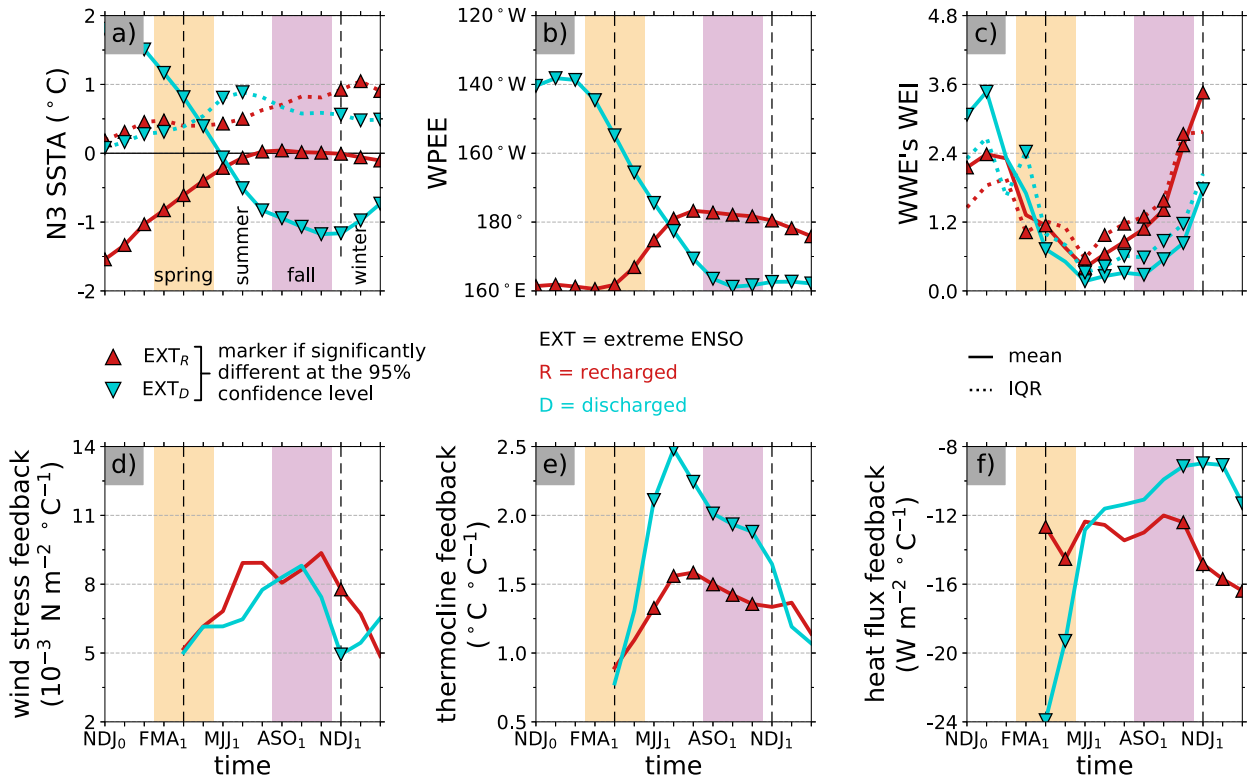 a)
N3 SSTA (°C)
2
1
0
-1
-2
spring
summer
fall
winter
b)
WPEE
120°W
140°W
160°W
180°
160°E
c)
WWE's WEI
4.8
3.6
2.4
1.2
0.0
EXT_R
EXT_D
marker if significantly
different at the 95%
confidence level
EXT = extreme ENSO
R = recharged
D = discharged
mean
IQR
d)
wind stress feedback
(10⁻³ N m⁻² °C⁻¹)
14
11
8
5
2
NDJ₀ FMA₁ MJJ₁ ASO₁ NDJ₁
time
e)
thermocline feedback
(°C °C⁻¹)
2.5
2.0
1.5
1.0
0.5
NDJ₀ FMA₁ MJJ₁ ASO₁ NDJ₁
time
f)
heat flux feedback
(W m⁻² °C⁻¹)
-8
-12
-16
-20
-24
NDJ₀ FMA₁ MJJ₁ ASO₁ NDJ₁
time